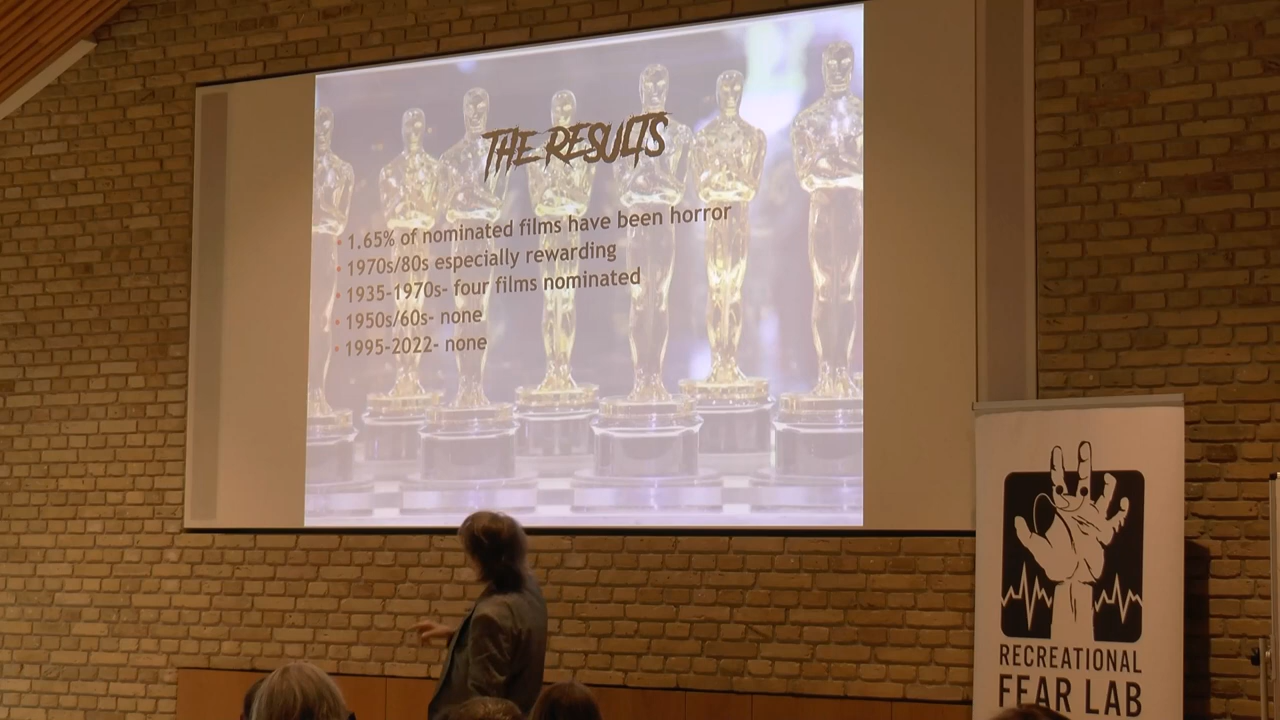 THE RESULTS
1.65% of nominated films have been horror
1970s/80s especially rewarding
1935-1970s- four films nominated
1950s/60s- none
1995-2022- none
RECREATIONAL
FEAR LAB